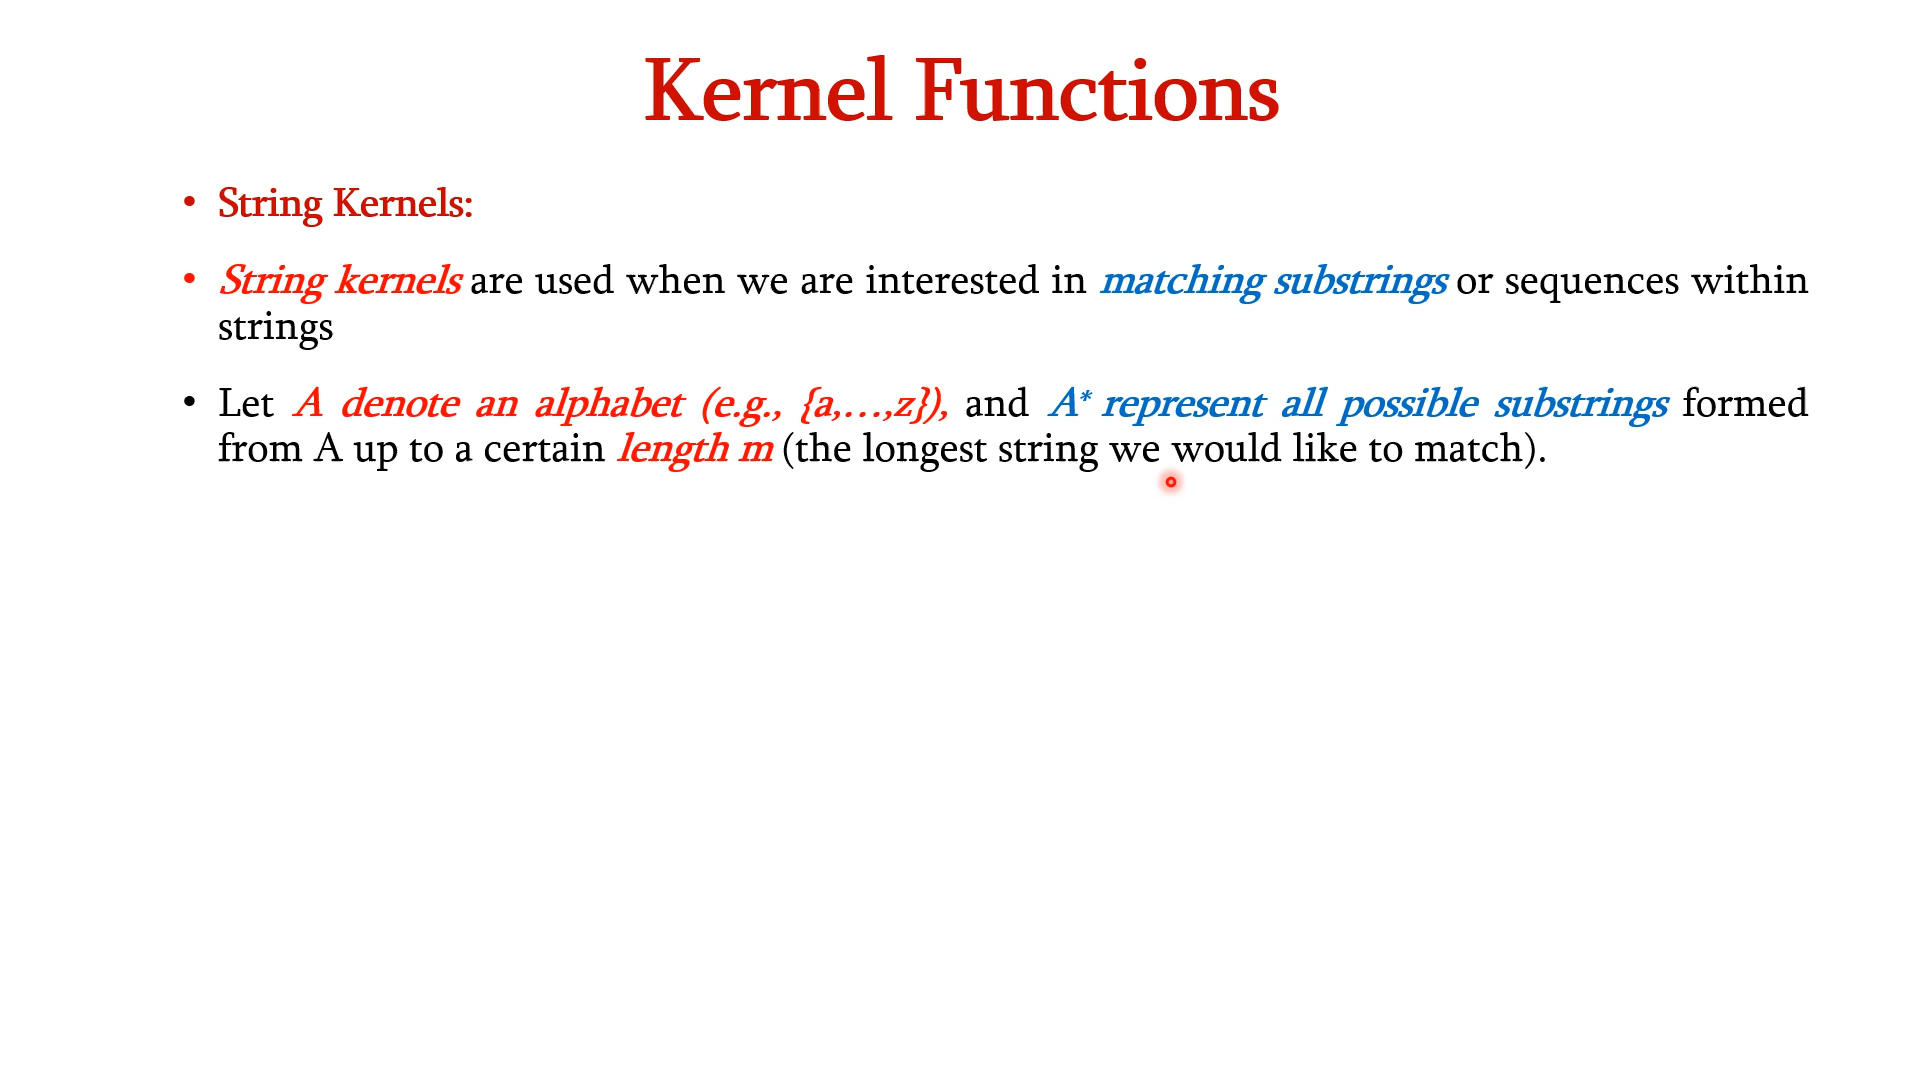 Kernel Functions
• String Kernels:
• String kernels are used when we are interested in matching substrings or sequences within
strings
• Let A denote an alphabet (e.g., {a,...,z}), and A* represent all possible substrings formed
from A up to a certain length m (the longest string we would like to match).